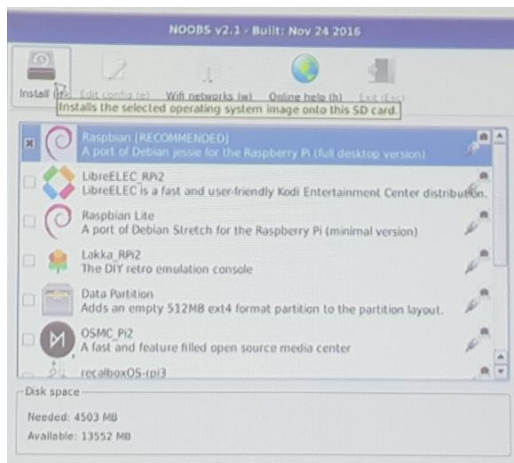 NOOBS v2.1 - Built: Nov 24 2016
Install (i)
Edit config (e)
Wifi networks (w)
Online help (h)
Exit (Esc)
Installs the selected operating system image onto this SD card.
Raspbian [RECOMMENDED]
A port of Debian jessie for the Raspberry Pi (full desktop version)
LibreELEC_RPi2
LibreELEC is a fast and user-friendly Kodi Entertainment Center distribution.
Raspbian Lite
A port of Debian Stretch for the Raspberry Pi (minimal version)
Lakka_RPi2
The DIY retro emulation console
Data Partition
Adds an empty 512MB ext4 format partition to the partition layout.
OSMC_Pi2
A fast and feature filled open source media center
recalboxOS-rpi3
Disk space
Needed: 4503 MB
Available: 13552 MB